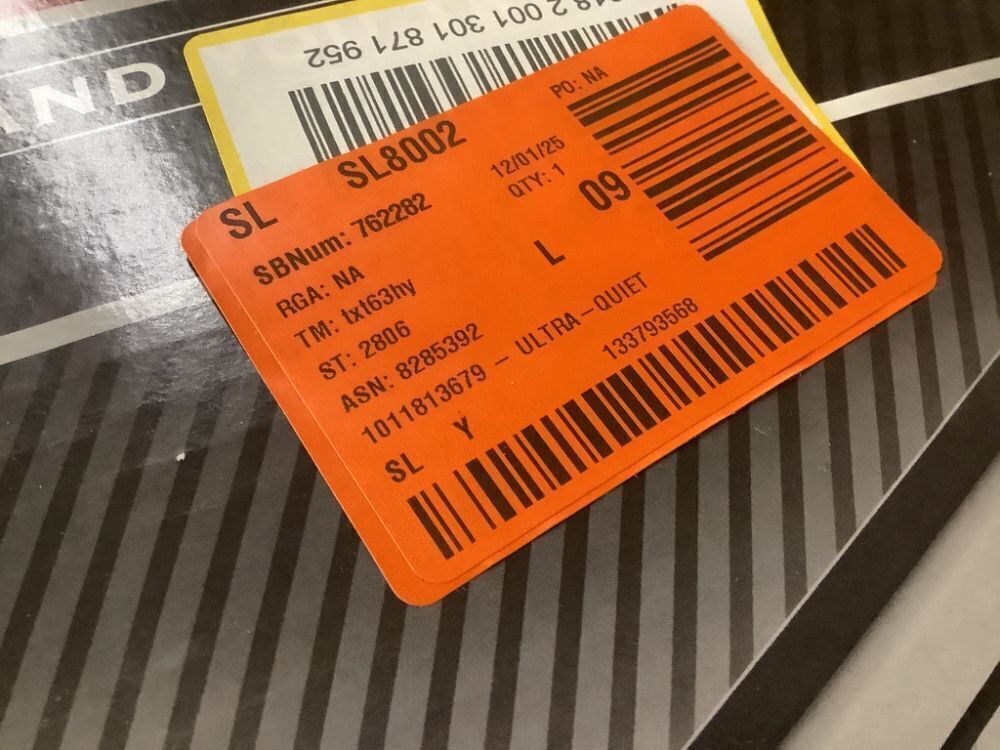 AND
018 2 001 301 871 952
SL SL8002
PO: NA
SBNum: 762282
12/01/25
RGA: NA
QTY: 1
TM: txt63hy
09
ST: 2806
L
ASN: 8285392
1011813679 - ULTRA-QUIET
133793568
SL Y